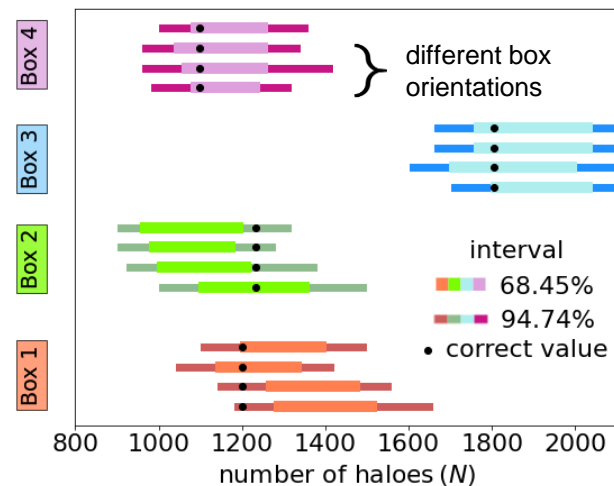 Box 4
different box
orientations
Box 3
Box 2
interval
68.45%
94.74%
correct value
Box 1
800 1000 1200 1400 1600 1800 2000
number of haloes (N)